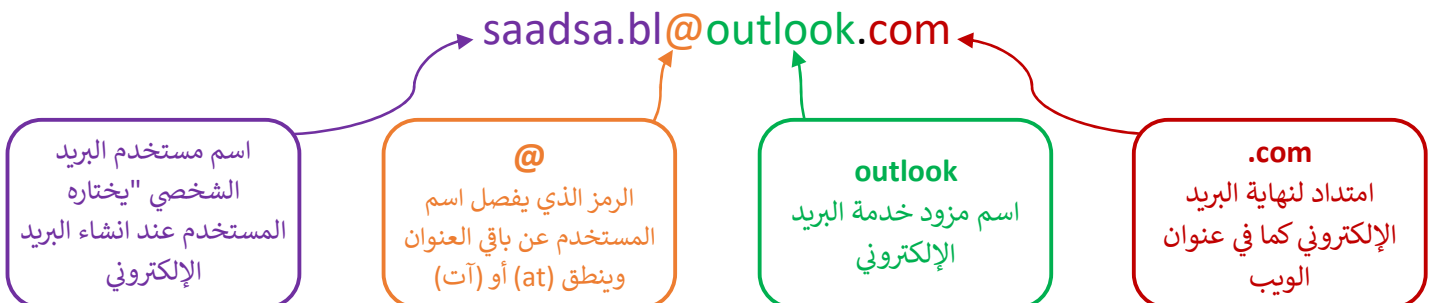 saadsa.bl@outlook.com
اسم مستخدم البريد
الشخصي "يختاره
المستخدم عند انشاء البريد
الإلكتروني
@
الرمز الذي يفصل اسم
المستخدم عن باقي العنوان
وينطق (at) أو (آت)
outlook
اسم مزود خدمة البريد
الإلكتروني
.com
امتداد لنهاية البريد
الإلكتروني كما في عنوان
الويب